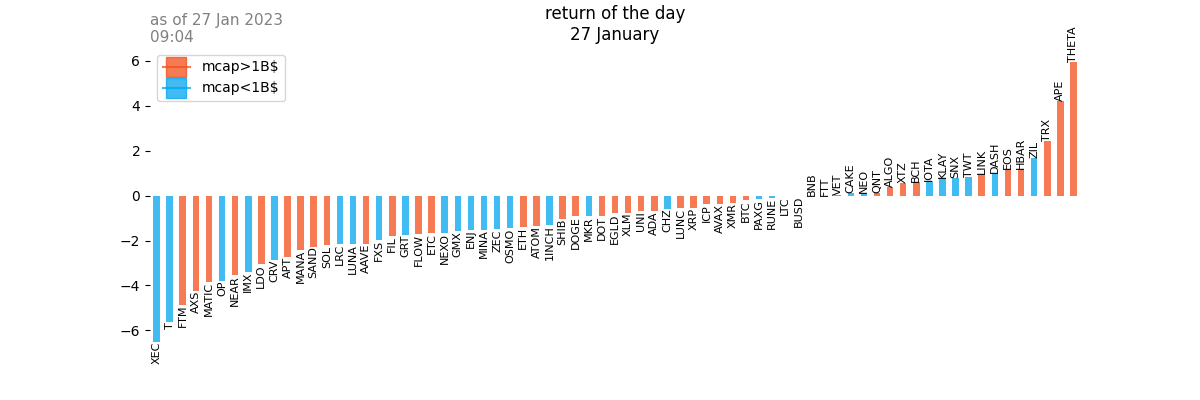 as of 27 Jan 2023
09:04
return of the day
27 January
mcap>1B$
mcap<1B$
6
4
2
0
−2
−4
−6
XEC
T
FTM
AXS
MATIC
OP
NEAR
IMX
LDO
CRV
APT
MANA
SAND
SOL
LRC
LUNA
AAVE
FXS
FIL
GRT
FLOW
ETC
NEXO
GMX
ENJ
MINA
ZEC
OSMO
ETH
ATOM
1INCH
SHIB
DOGE
MKR
DOT
EGLD
XLM
UNI
ADA
CHZ
LUNC
XRP
ICP
AVAX
XMR
BTC
PAXG
RUNE
LTC
BUSD
BNB
FTT
VET
CAKE
NEO
QNT
ALGO
XTZ
BCH
IOTA
KLAY
SNX
TWT
LINK
DASH
EOS
HBAR
ZIL
TRX
APE
THETA